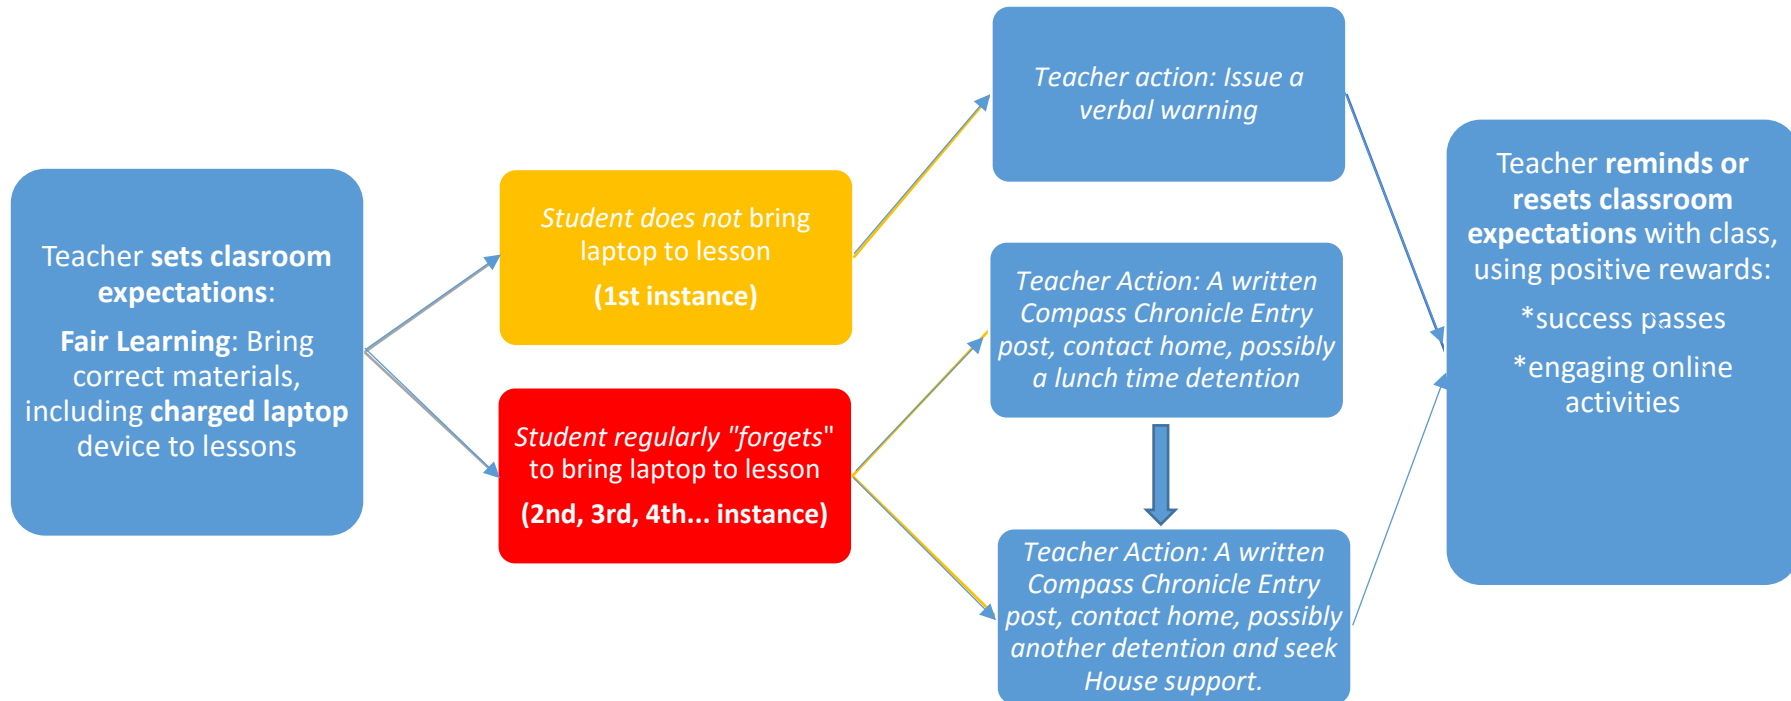 Teacher sets clasroom
expectations:
Fair Learning: Bring
correct materials,
including charged laptop
device to lessons
Student does not bring
laptop to lesson
(1st instance)
Student regularly "forgets"
to bring laptop to lesson
(2nd, 3rd, 4th... instance)
Teacher action: Issue a
verbal warning
Teacher Action: A written
Compass Chronicle Entry
post, contact home, possibly
a lunch time detention
Teacher Action: A written
Compass Chronicle Entry
post, contact home, possibly
another detention and seek
House support.
Teacher reminds or
resets classroom
expectations with class,
using positive rewards:
*success passes
*engaging online
activities